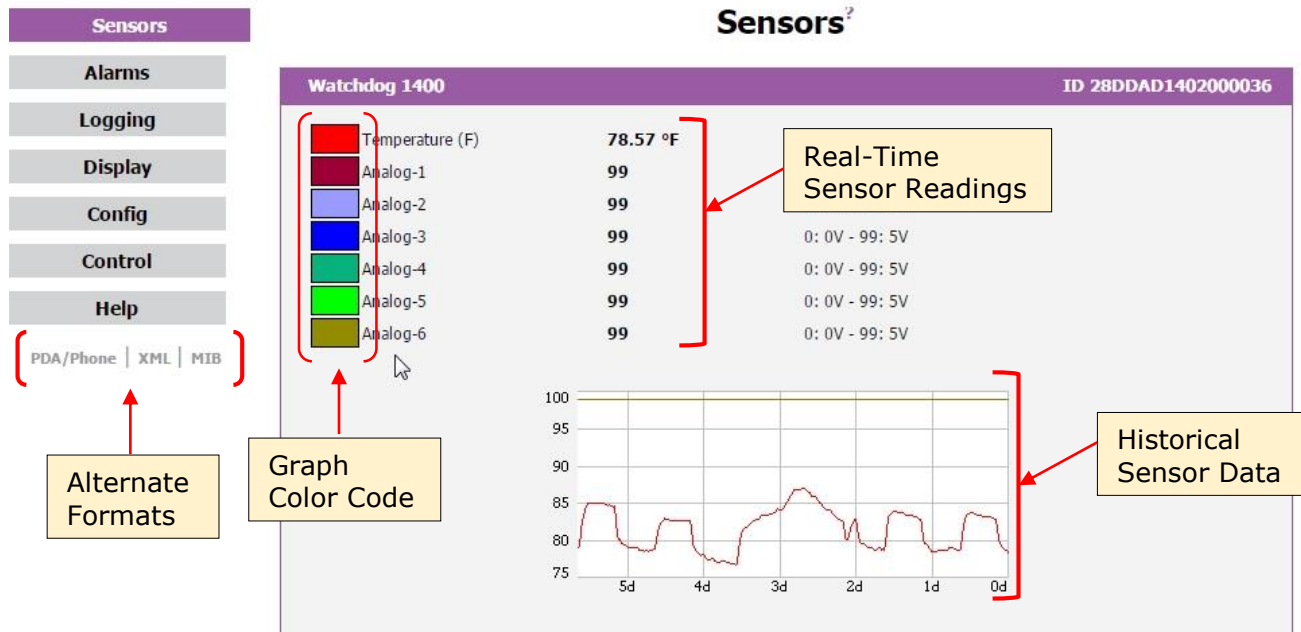 Sensors
Alarms
Logging
Display
Config
Control
Help
PDA/Phone | XML | MIB
Alternate
Formats
Sensors?
Watchdog 1400 ID 28DDAD1402000036
Temperature (F) 78.57 ºF
Analog-1 99
Analog-2 99
Analog-3 99 0: 0V - 99: 5V
Analog-4 99 0: 0V - 99: 5V
Analog-5 99 0: 0V - 99: 5V
Analog-6 99 0: 0V - 99: 5V
Real-Time
Sensor Readings
Graph
Color Code
100
95
90
85
80
75
5d 4d 3d 2d 1d 0d
Historical
Sensor Data